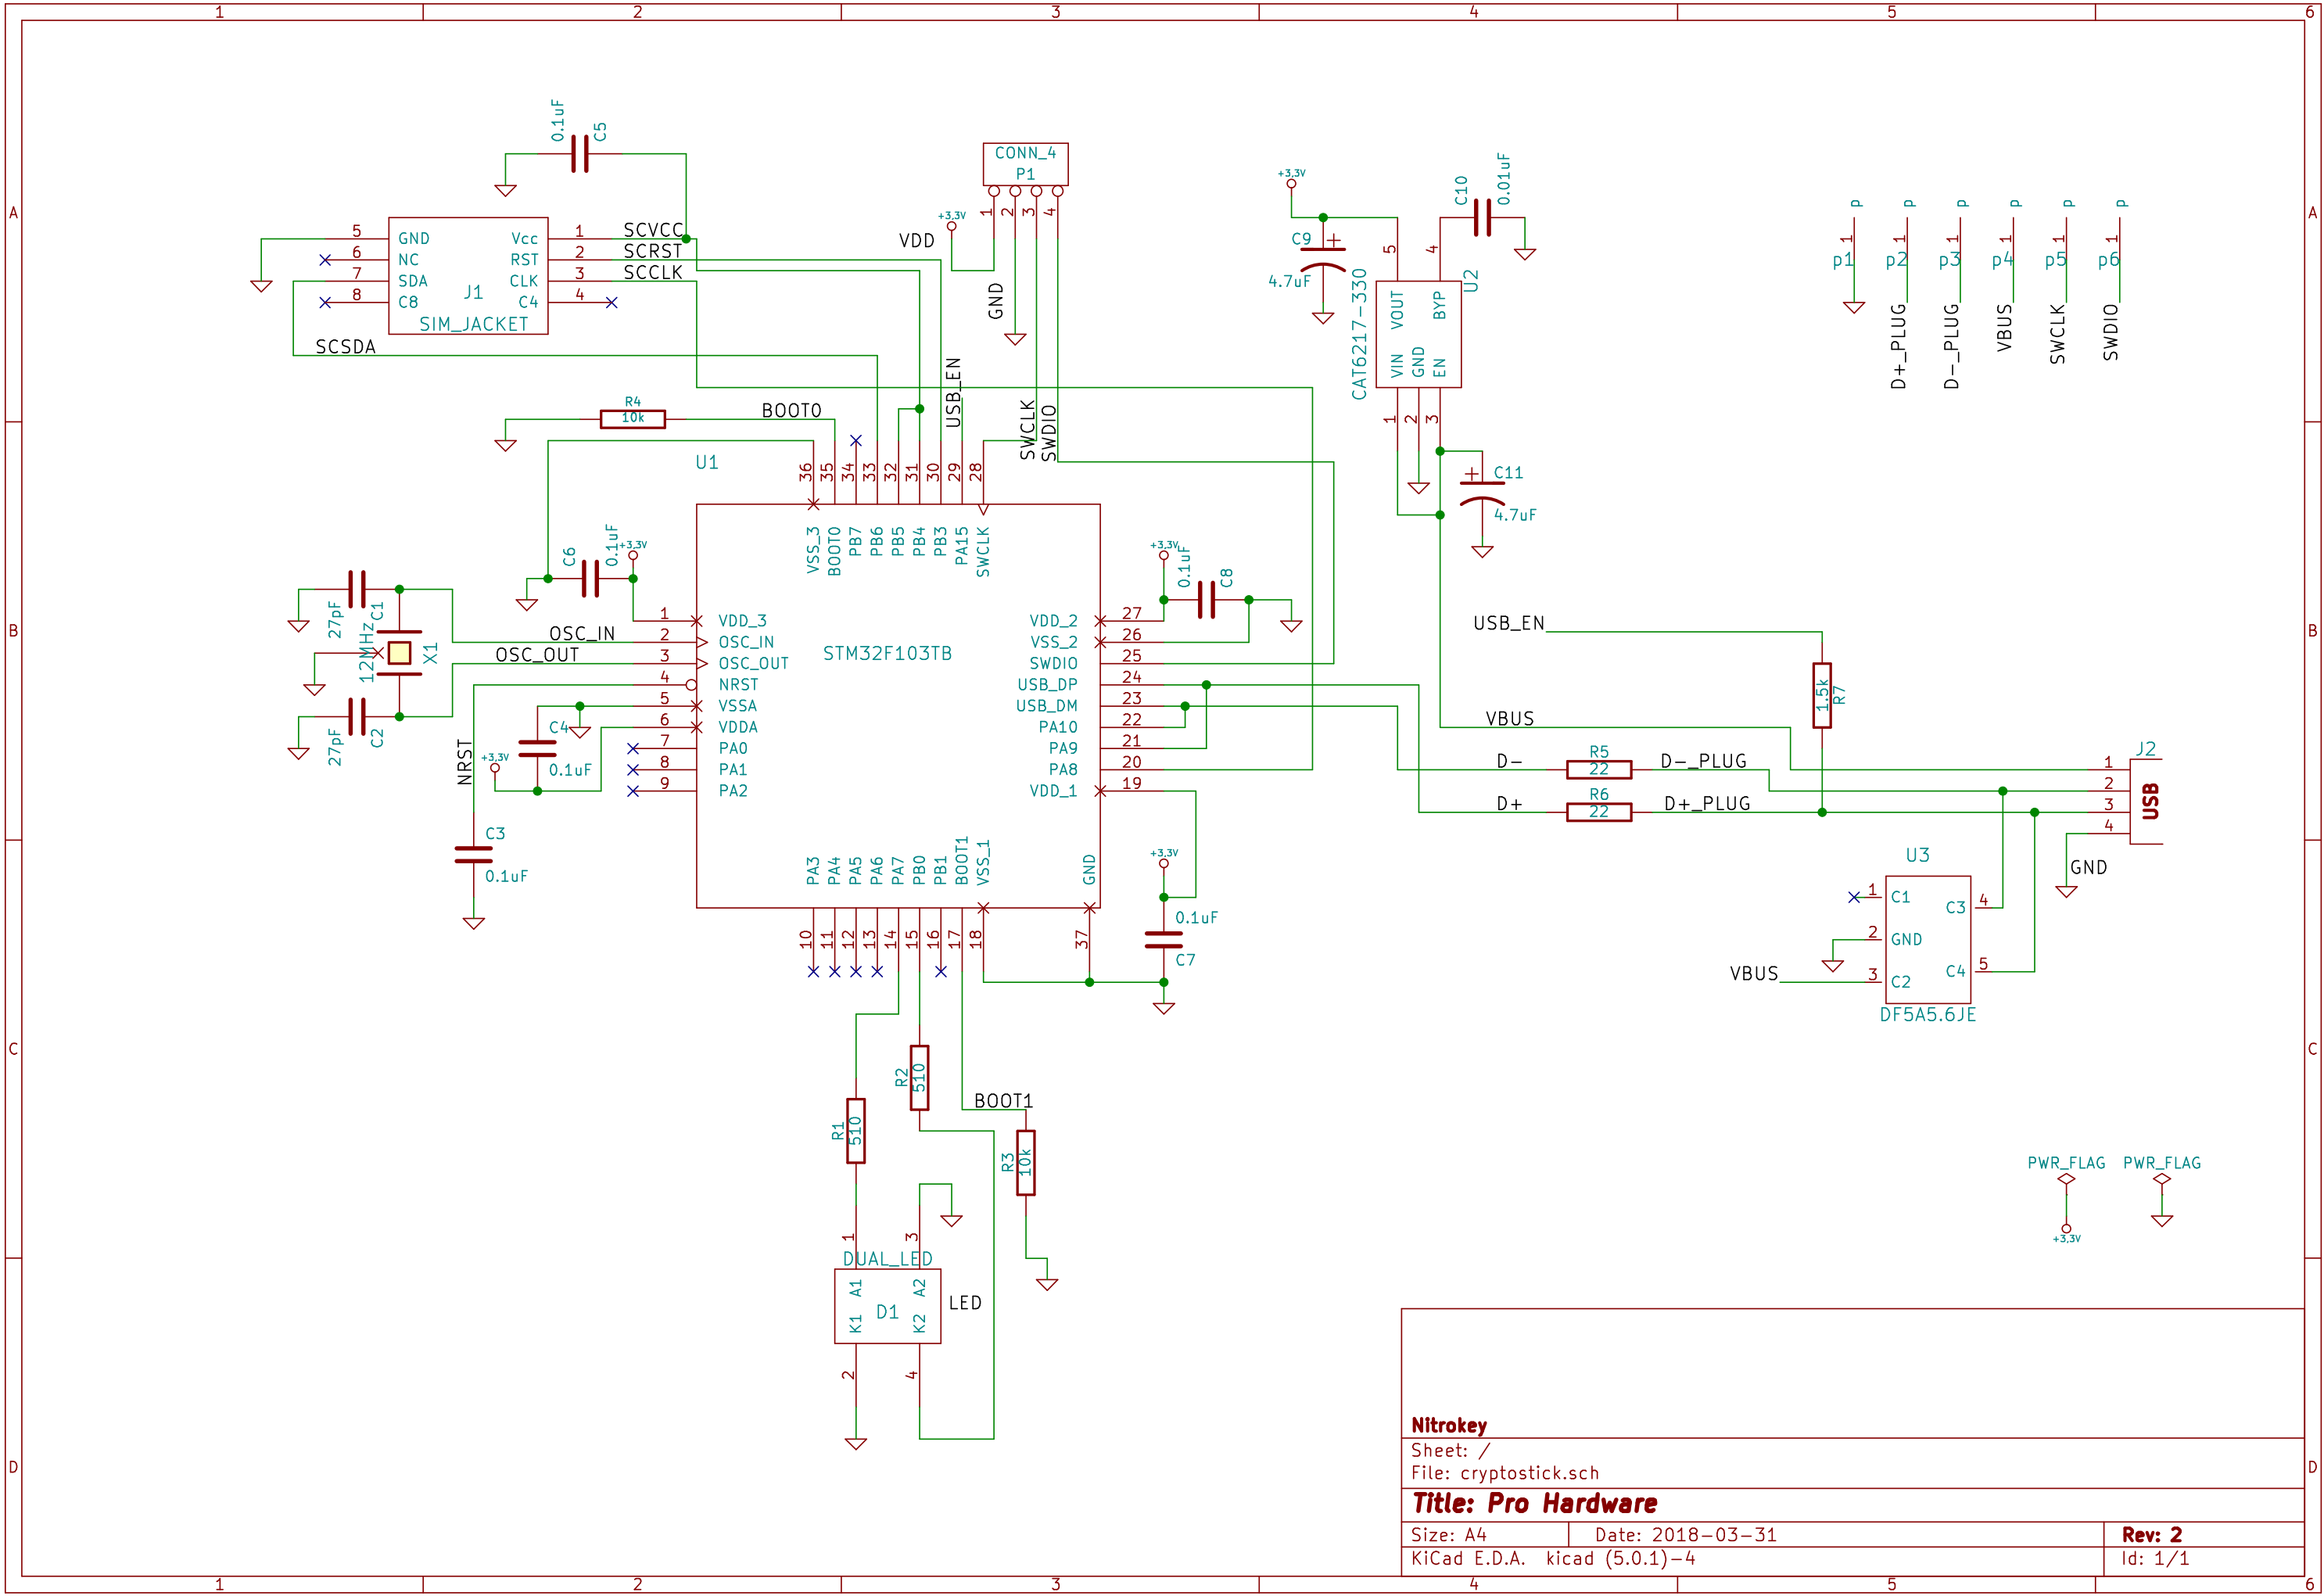 1 2 3 4 5 6
A A
B B
C C
D D
0.1uF
C5
5 GND Vcc 1 SCVCC
6 NC RST 2 SCRST
7 SDA CLK 3 SCCLK
8 C8 C4 4
J1
SIM_JACKET
SCSDA
CONN_4
P1
1 2 3 4
+3.3V
VDD
GND
USB_EN
SWCLK
SWDIO
R4
10k
BOOT0
+3.3V
C9
4.7uF
C10
0.01uF
5 4
VOUT BYP
VIN GND EN
1 2 3
U2
CAT6217-330
C11
4.7uF
p p p p p p
1 1 1 1 1 1
p1 p2 p3 p4 p5 p6
D+_PLUG
D-_PLUG
VBUS
SWCLK
SWDIO
U1
36 35 34 33 32 31 30 29 28
VSS_3 BOOT0 PB7 PB6 PB5 PB4 PB3 PA15 SWCLK
STM32F103TB
C6
0.1uF
+3.3V
1 VDD_3
2 OSC_IN
3 OSC_OUT
4 NRST
5 VSSA
6 VDDA
7 PA0
8 PA1
9 PA2
OSC_IN
OSC_OUT
27pF
C1
12MHz
X1
27pF
C2
C4
0.1uF
+3.3V
NRST
C3
0.1uF
VDD_2 27
VSS_2 26
SWDIO 25
USB_DP 24
USB_DM 23
PA10 22
PA9 21
PA8 20
VDD_1 19
+3.3V
0.1uF
C8
PA3 PA4 PA5 PA6 PA7 PB0 PB1 BOOT1 VSS_1 GND
10 11 12 13 14 15 16 17 18 37
+3.3V
0.1uF
C7
R1
510
R2
510
BOOT1
R3
10k
1 3
DUAL_LED
A1 A2
D1
K1 K2
LED
2 4
USB_EN
1.5k
R7
VBUS
D-
R5
22
D-_PLUG
D+
R6
22
D+_PLUG
J2
1
2
3
4
USB
GND
U3
1 C1
2 GND
3 C2
C3 4
C4 5
VBUS
DF5A5.6JE
PWR_FLAG PWR_FLAG
+3.3V
Nitrokey
Sheet: /
File: cryptostick.sch
Title: Pro Hardware
Size: A4 Date: 2018-03-31 Rev: 2
KiCad E.D.A. kicad (5.0.1)-4 Id: 1/1
1 2 3 4 5 6